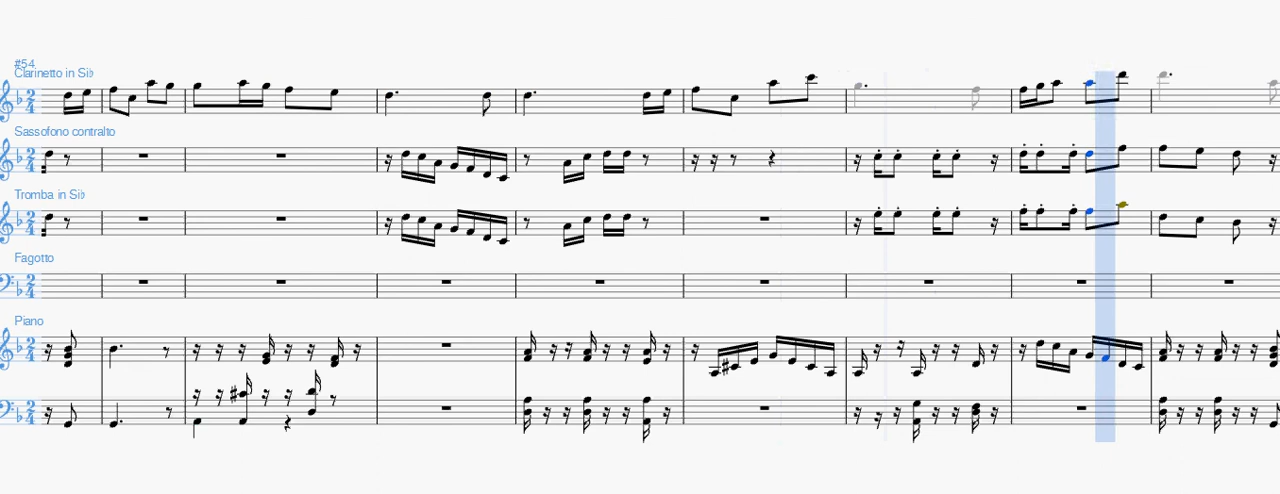 #54
Clarinetto in Si♭
Sassofono contralto
Tromba in Si♭
Fagotto
Piano